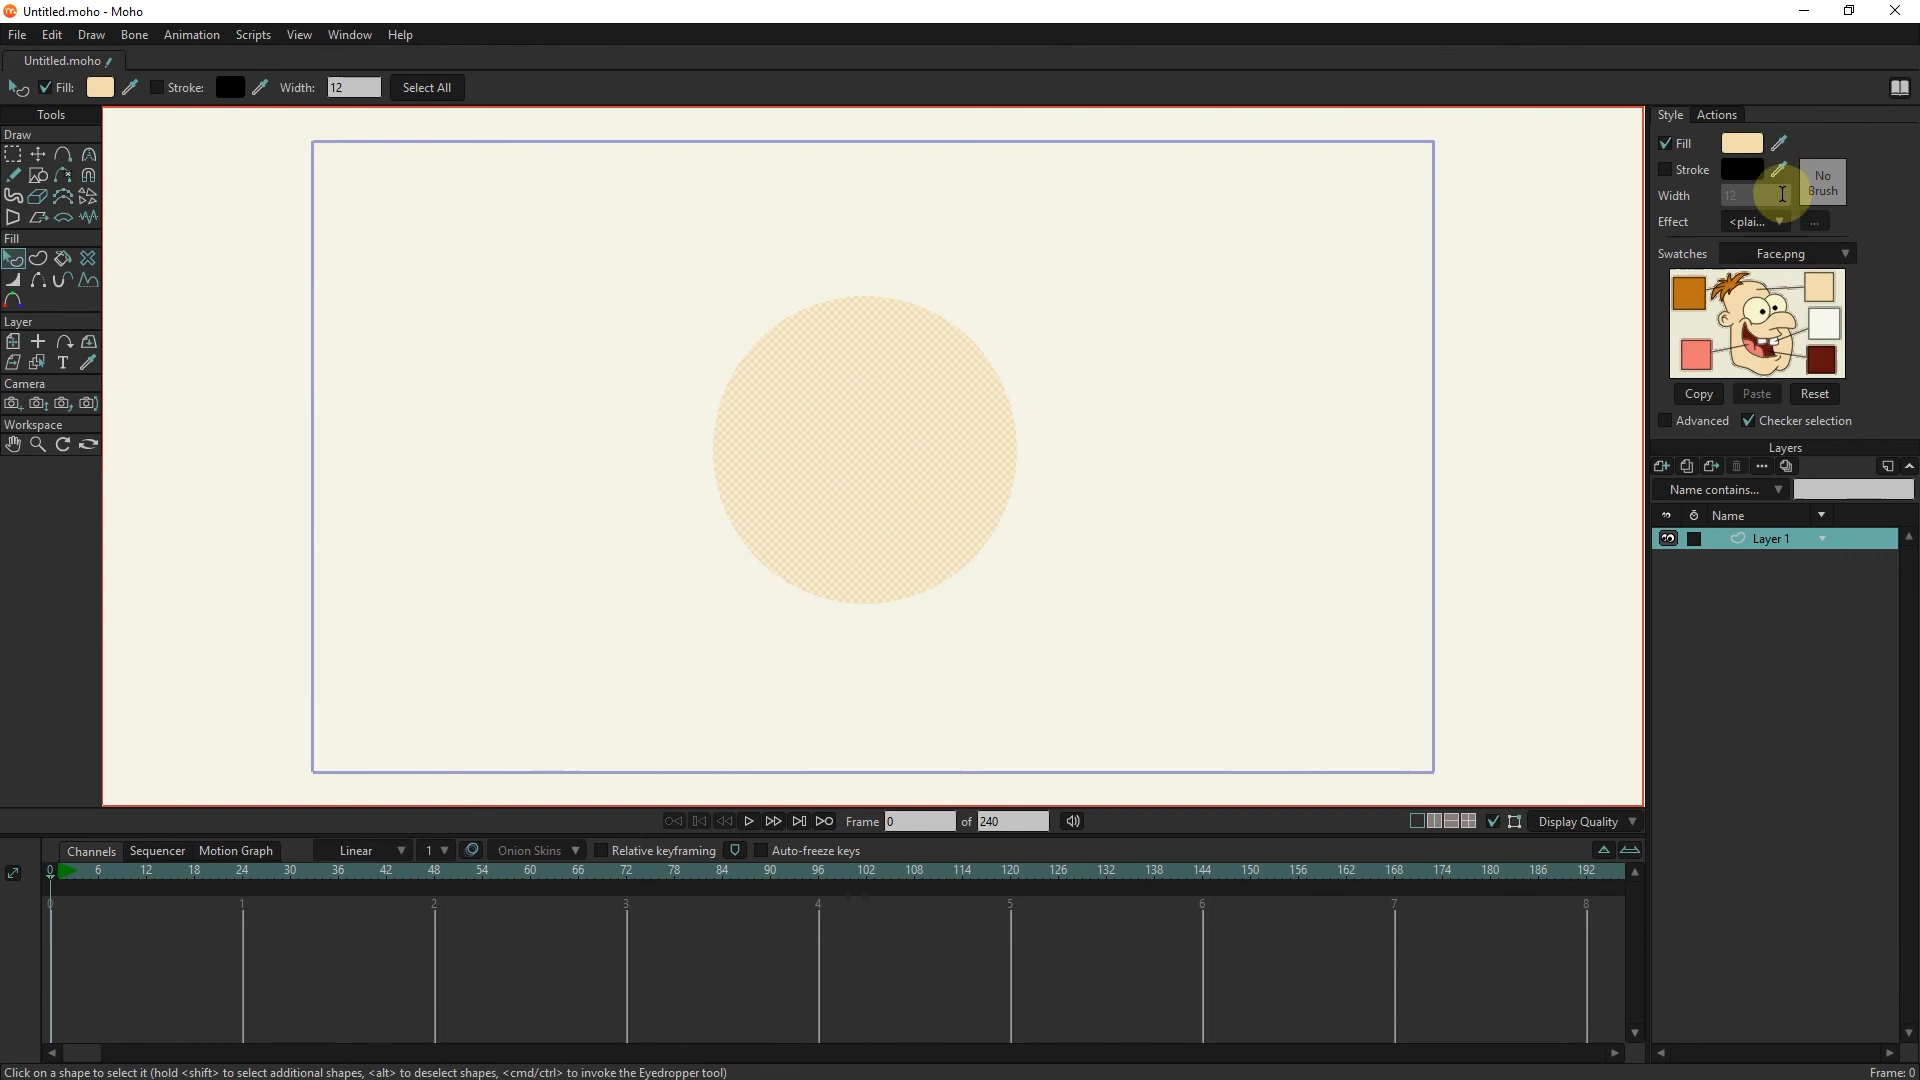 Untitled.moho - Moho
File Edit Draw Bone Animation Scripts View Window Help
Untitled.moho
Fill: Stroke: Width: 12 Select All
Tools
Draw
Fill
Layer
Camera
Workspace
Style Actions
Fill
Stroke
No
Brush
Width 12
Effect <plai... ...
Swatches Face.png
Copy Paste Reset
Advanced Checker selection
Layers
Name contains...
Name
Layer 1
Frame 0 of 240 Display Quality
Channels Sequencer Motion Graph Linear 1 Onion Skins Relative keyframing Auto-freeze keys
0 6 12 18 24 30 36 42 48 54 60 66 72 78 84 90 96 102 108 114 120 126 132 138 144 150 156 162 168 174 180 186 192
0 1 2 3 4 5 6 7 8
Click on a shape to select it (hold <shift> to select additional shapes, <alt> to deselect shapes, <cmd/ctrl> to invoke the Eyedropper tool) Frame: 0